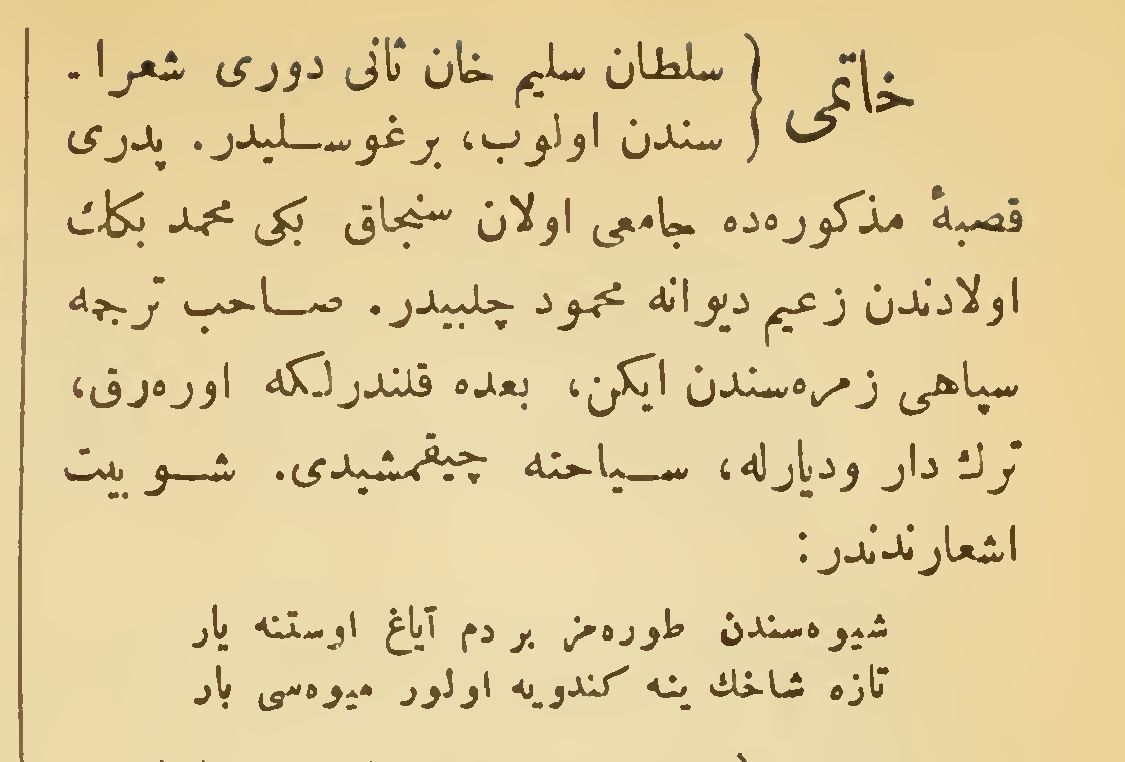 خاتمی { سلطان سلیم خان ثانی دوری شعرا -
سندن اولوب، برغوسلیدر. پدری
قصبهٔ مذکوره‌ده جامعی اولان سنجاق بکی محمد بكك
اولادندن زعیم دیوانه محمود چلبیدر. صاحب ترجمه
سپاهی زمره‌سندن ایکن، بعده قلندرلکه اوره‌رق،
ترك دار ودیارله، سیاحته چیقمشیدی. شو بیت
اشعارندندر:
شیوه‌سندن طوره‌مز بر دم آیاغ اوستنه یار
تازه شاخك ینه کندویه اولور میوه‌سی بار